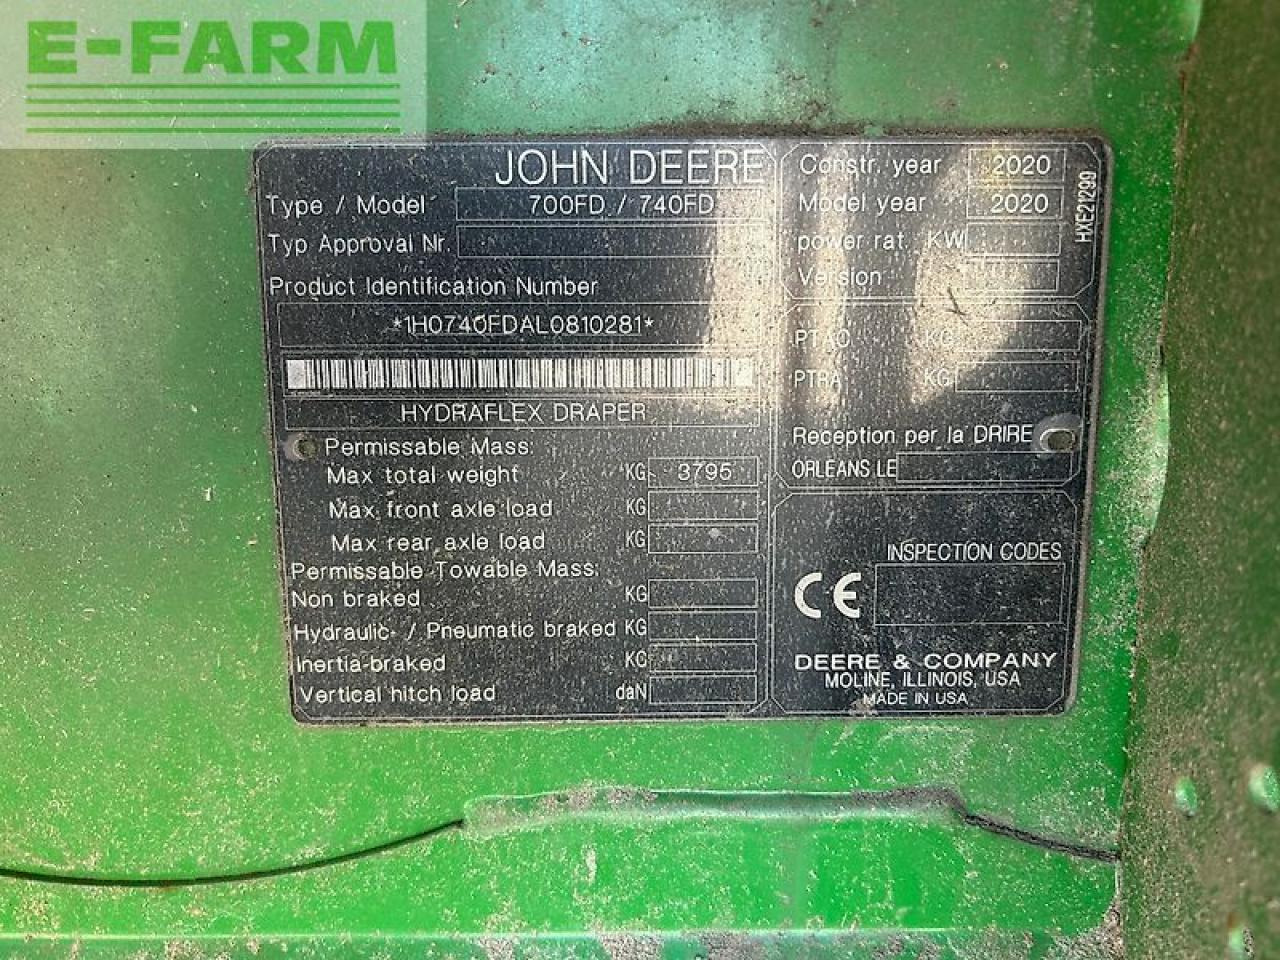 E-FARM
JOHN DEERE
Type / Model 700FD / 740FD
Typ Approval Nr.
Product Identification Number
*1H0740FDAL0810281*
HYDRAFLEX DRAPER
Permissable Mass:
Max total weight KG 3795
Max front axle load KG
Max rear axle load KG
Permissable Towable Mass:
Non braked KG
Hydraulic- / Pneumatic braked KG
Inertia-braked KG
Vertical hitch load daN
Constr. year 2020
Model year 2020
power rat. KW
Version
HXE21299
PTAC KG
PTRA KG
Reception per la DRIRE
ORLEANS LE
INSPECTION CODES
CE
DEERE & COMPANY
MOLINE, ILLINOIS, USA
MADE IN USA